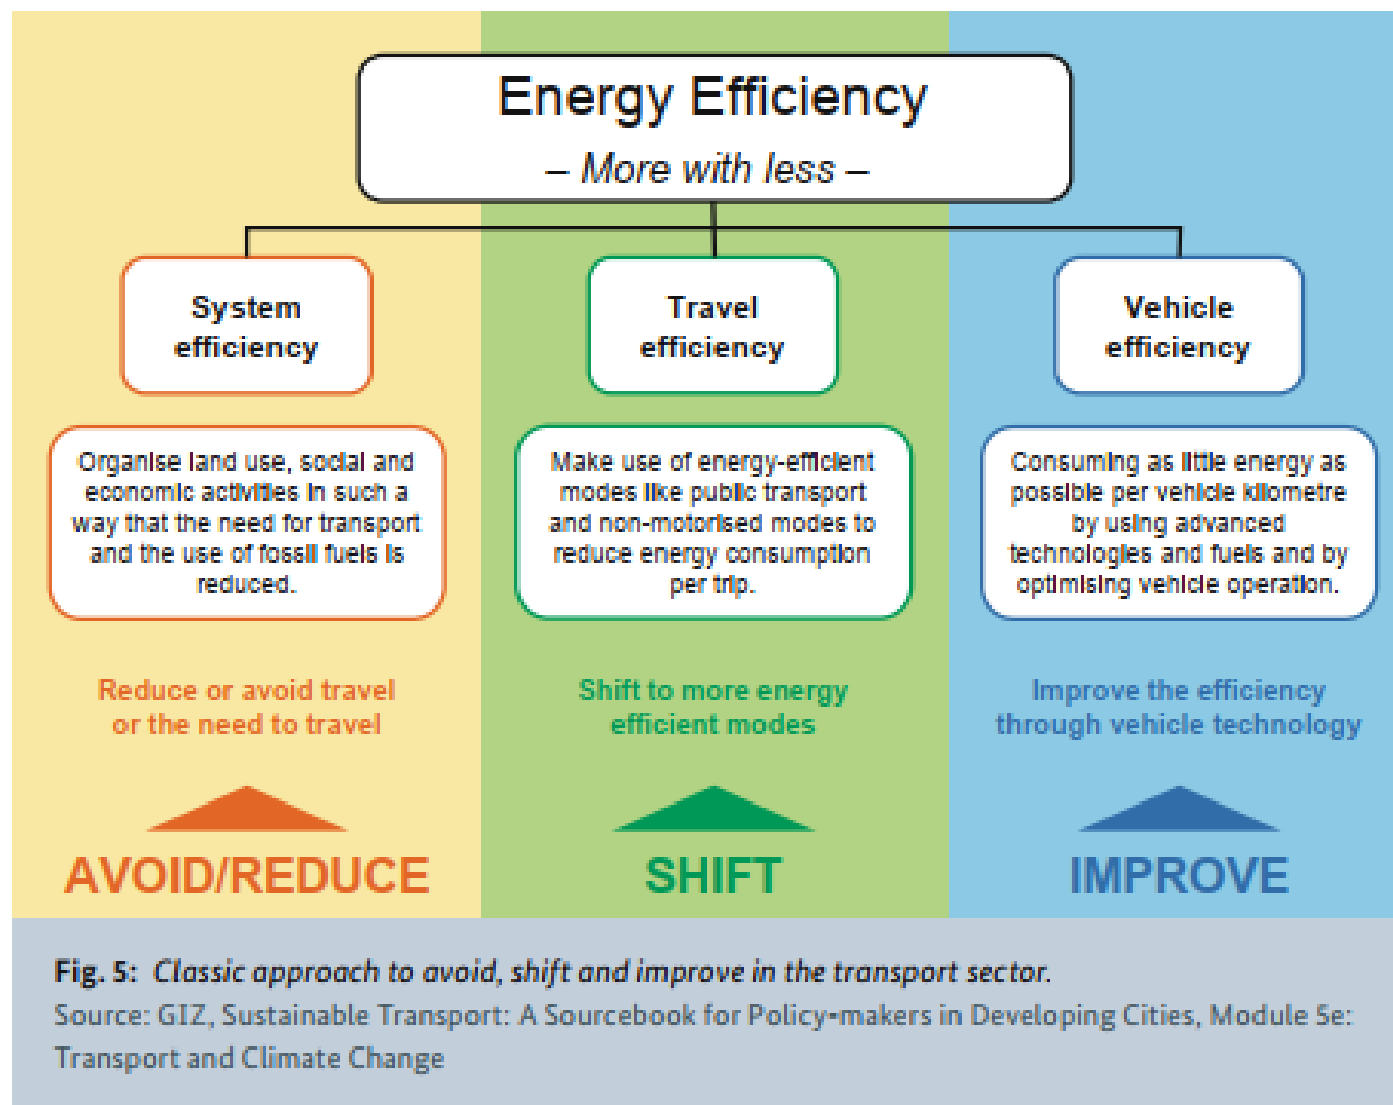 Energy Efficiency
– More with less –
System
efficiency
Organise land use, social and
economic activities in such a
way that the need for transport
and the use of fossil fuels is
reduced.
Reduce or avoid travel
or the need to travel
AVOID/REDUCE
Travel
efficiency
Make use of energy-efficient
modes like public transport
and non-motorised modes to
reduce energy consumption
per trip.
Shift to more energy
efficient modes
SHIFT
Vehicle
efficiency
Consuming as little energy as
possible per vehicle kilometre
by using advanced
technologies and fuels and by
optimising vehicle operation.
Improve the efficiency
through vehicle technology
IMPROVE
Fig. 5: Classic approach to avoid, shift and improve in the transport sector.
Source: GIZ, Sustainable Transport: A Sourcebook for Policy-makers in Developing Cities, Module 5e:
Transport and Climate Change